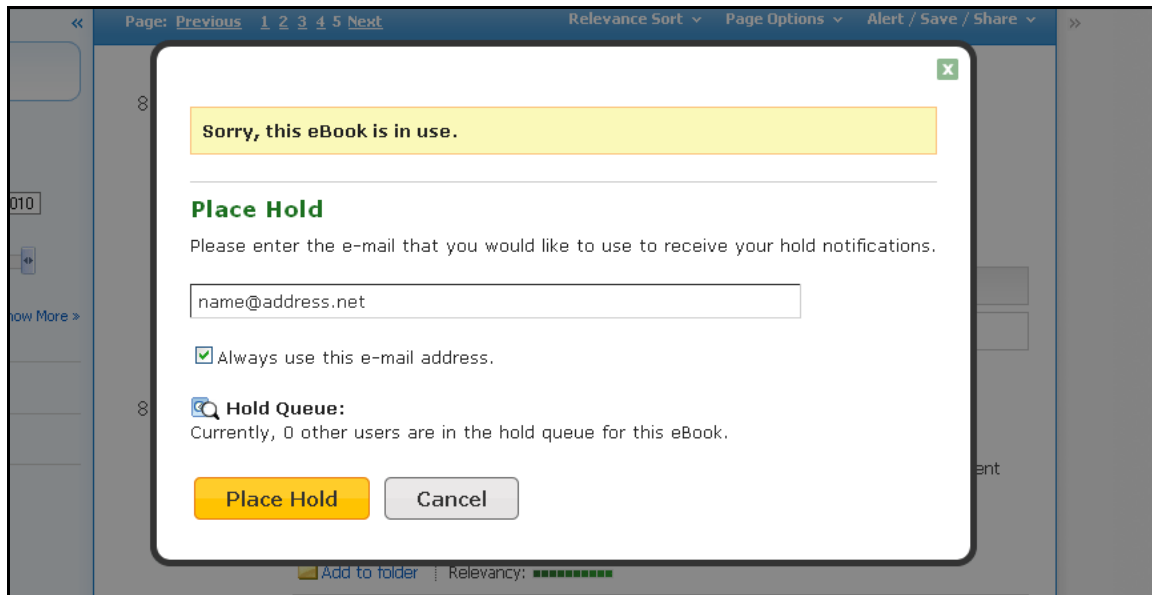 « Page: Previous 1 2 3 4 5 Next Relevance Sort Page Options Alert / Save / Share »
x
8
Sorry, this eBook is in use.
010
Place Hold
Please enter the e-mail that you would like to use to receive your hold notifications.
name@address.net
how More »
Always use this e-mail address.
8
Hold Queue:
Currently, 0 other users are in the hold queue for this eBook.
ent
Place Hold Cancel
Add to folder Relevancy: